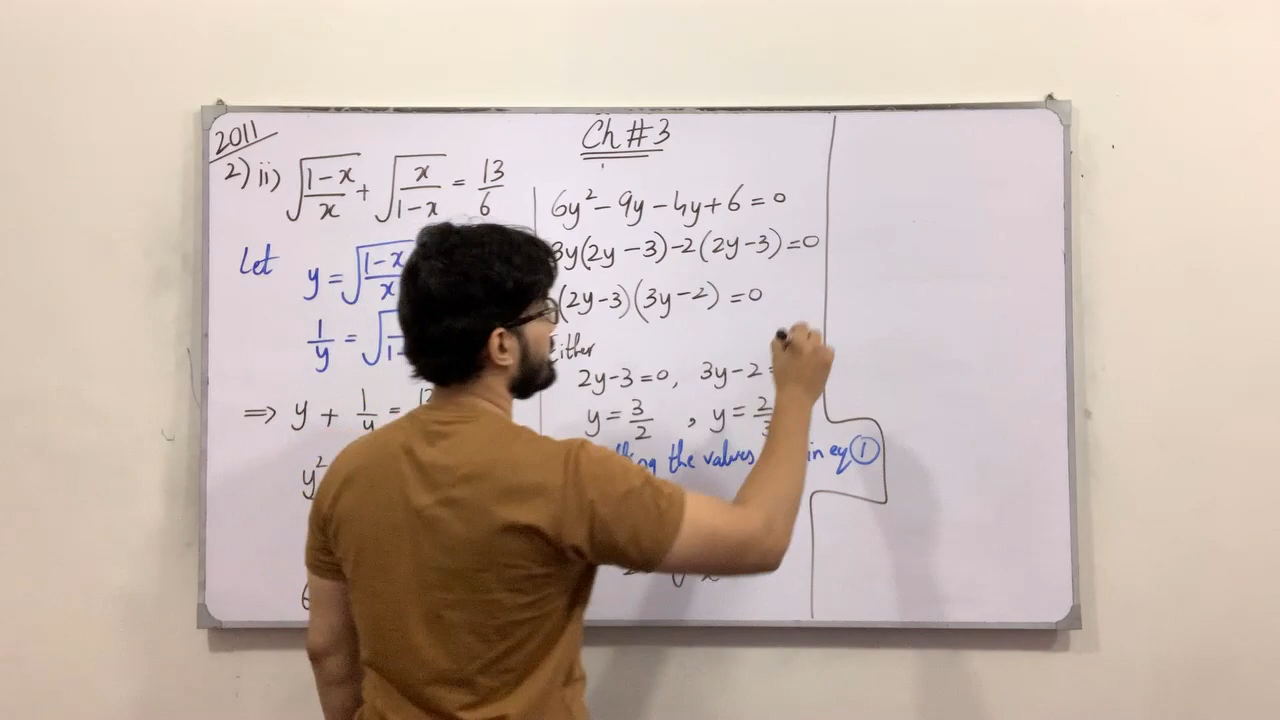 2011
Ch #3
2) ii) √((1-x)/x) + √(x/(1-x)) = 13/6
Let y = √((1-x)/x)
1/y = √
⇒ y + 1/y =
y²
6y² - 9y - 4y + 6 = 0
3y(2y-3) - 2(2y-3) = 0
(2y-3)(3y-2) = 0
Either
2y-3=0, 3y-2
y = 3/2 , y = 2/3
the values in eq ①